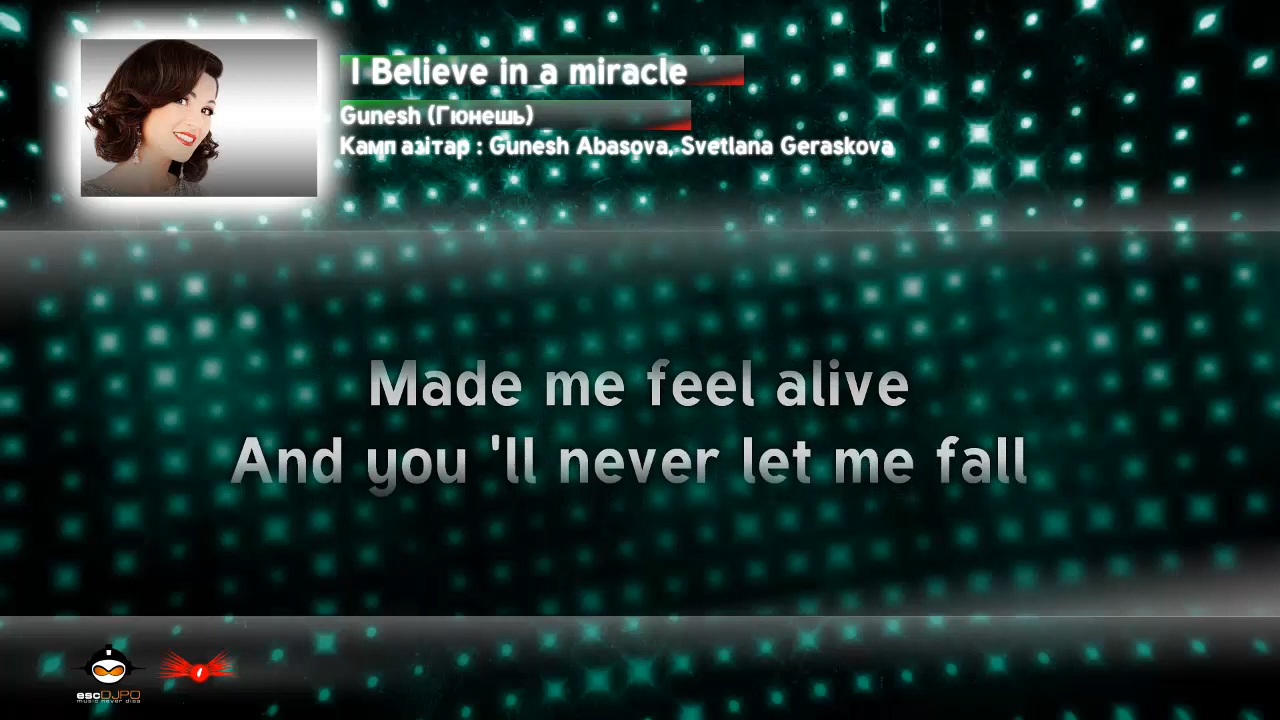 I Believe in a miracle
Gunesh (Гюнешь)
Камп азітар : Gunesh Abasova, Svetlana Geraskova
Made me feel alive
And you 'll never let me fall
escDJPO
music never dies